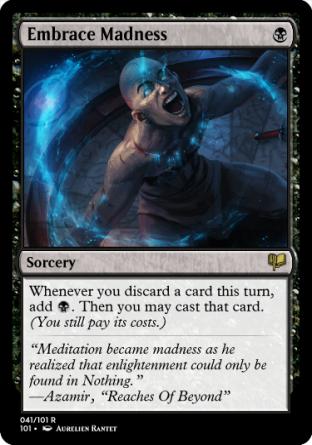 Embrace Madness
Sorcery
Whenever you discard a card this turn,
add . Then you may cast that card.
(You still pay its costs.)
“Meditation became madness as he
realized that enlightenment could only be
found in Nothing.”
—Azamir, “Reaches Of Beyond”
041/101 R
101 • Aurelien Rantet